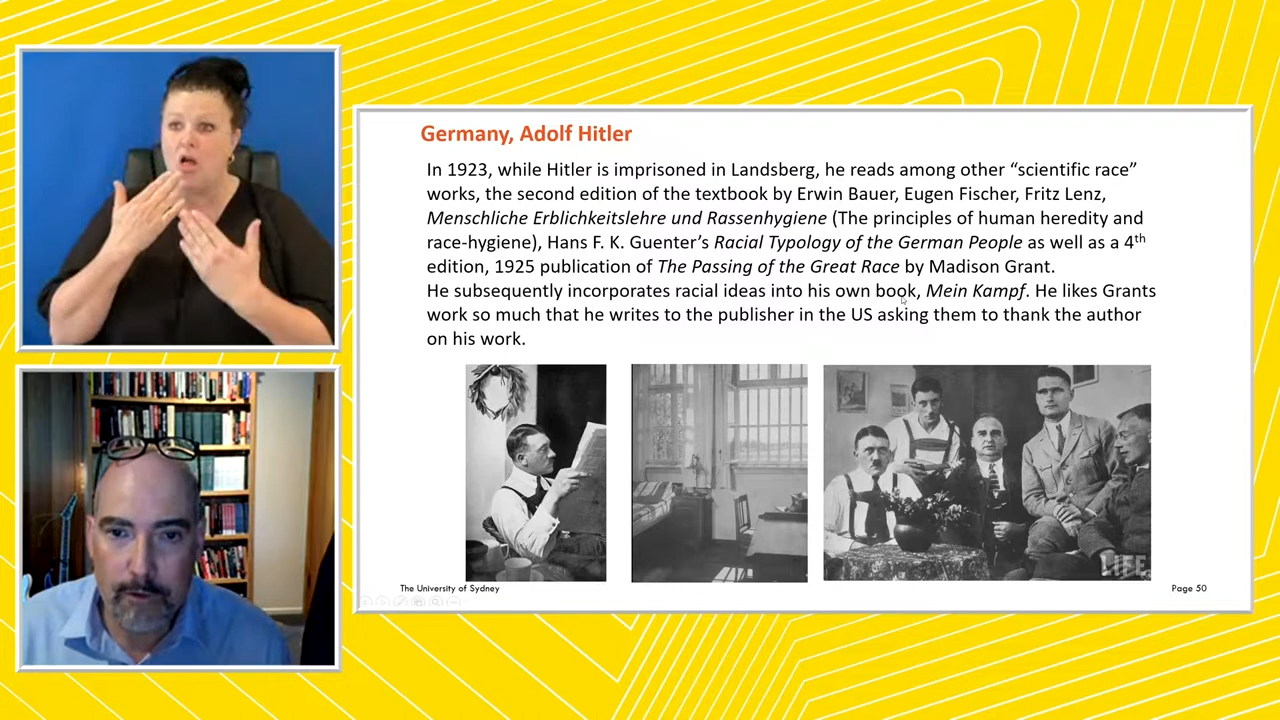 Germany, Adolf Hitler
In 1923, while Hitler is imprisoned in Landsberg, he reads among other “scientific race”
works, the second edition of the textbook by Erwin Bauer, Eugen Fischer, Fritz Lenz,
Menschliche Erblichkeitslehre und Rassenhygiene (The principles of human heredity and
race-hygiene), Hans F. K. Guenter’s Racial Typology of the German People as well as a 4th
edition, 1925 publication of The Passing of the Great Race by Madison Grant.
He subsequently incorporates racial ideas into his own book, Mein Kampf. He likes Grants
work so much that he writes to the publisher in the US asking them to thank the author
on his work.
LIFE
The University of Sydney
Page 50